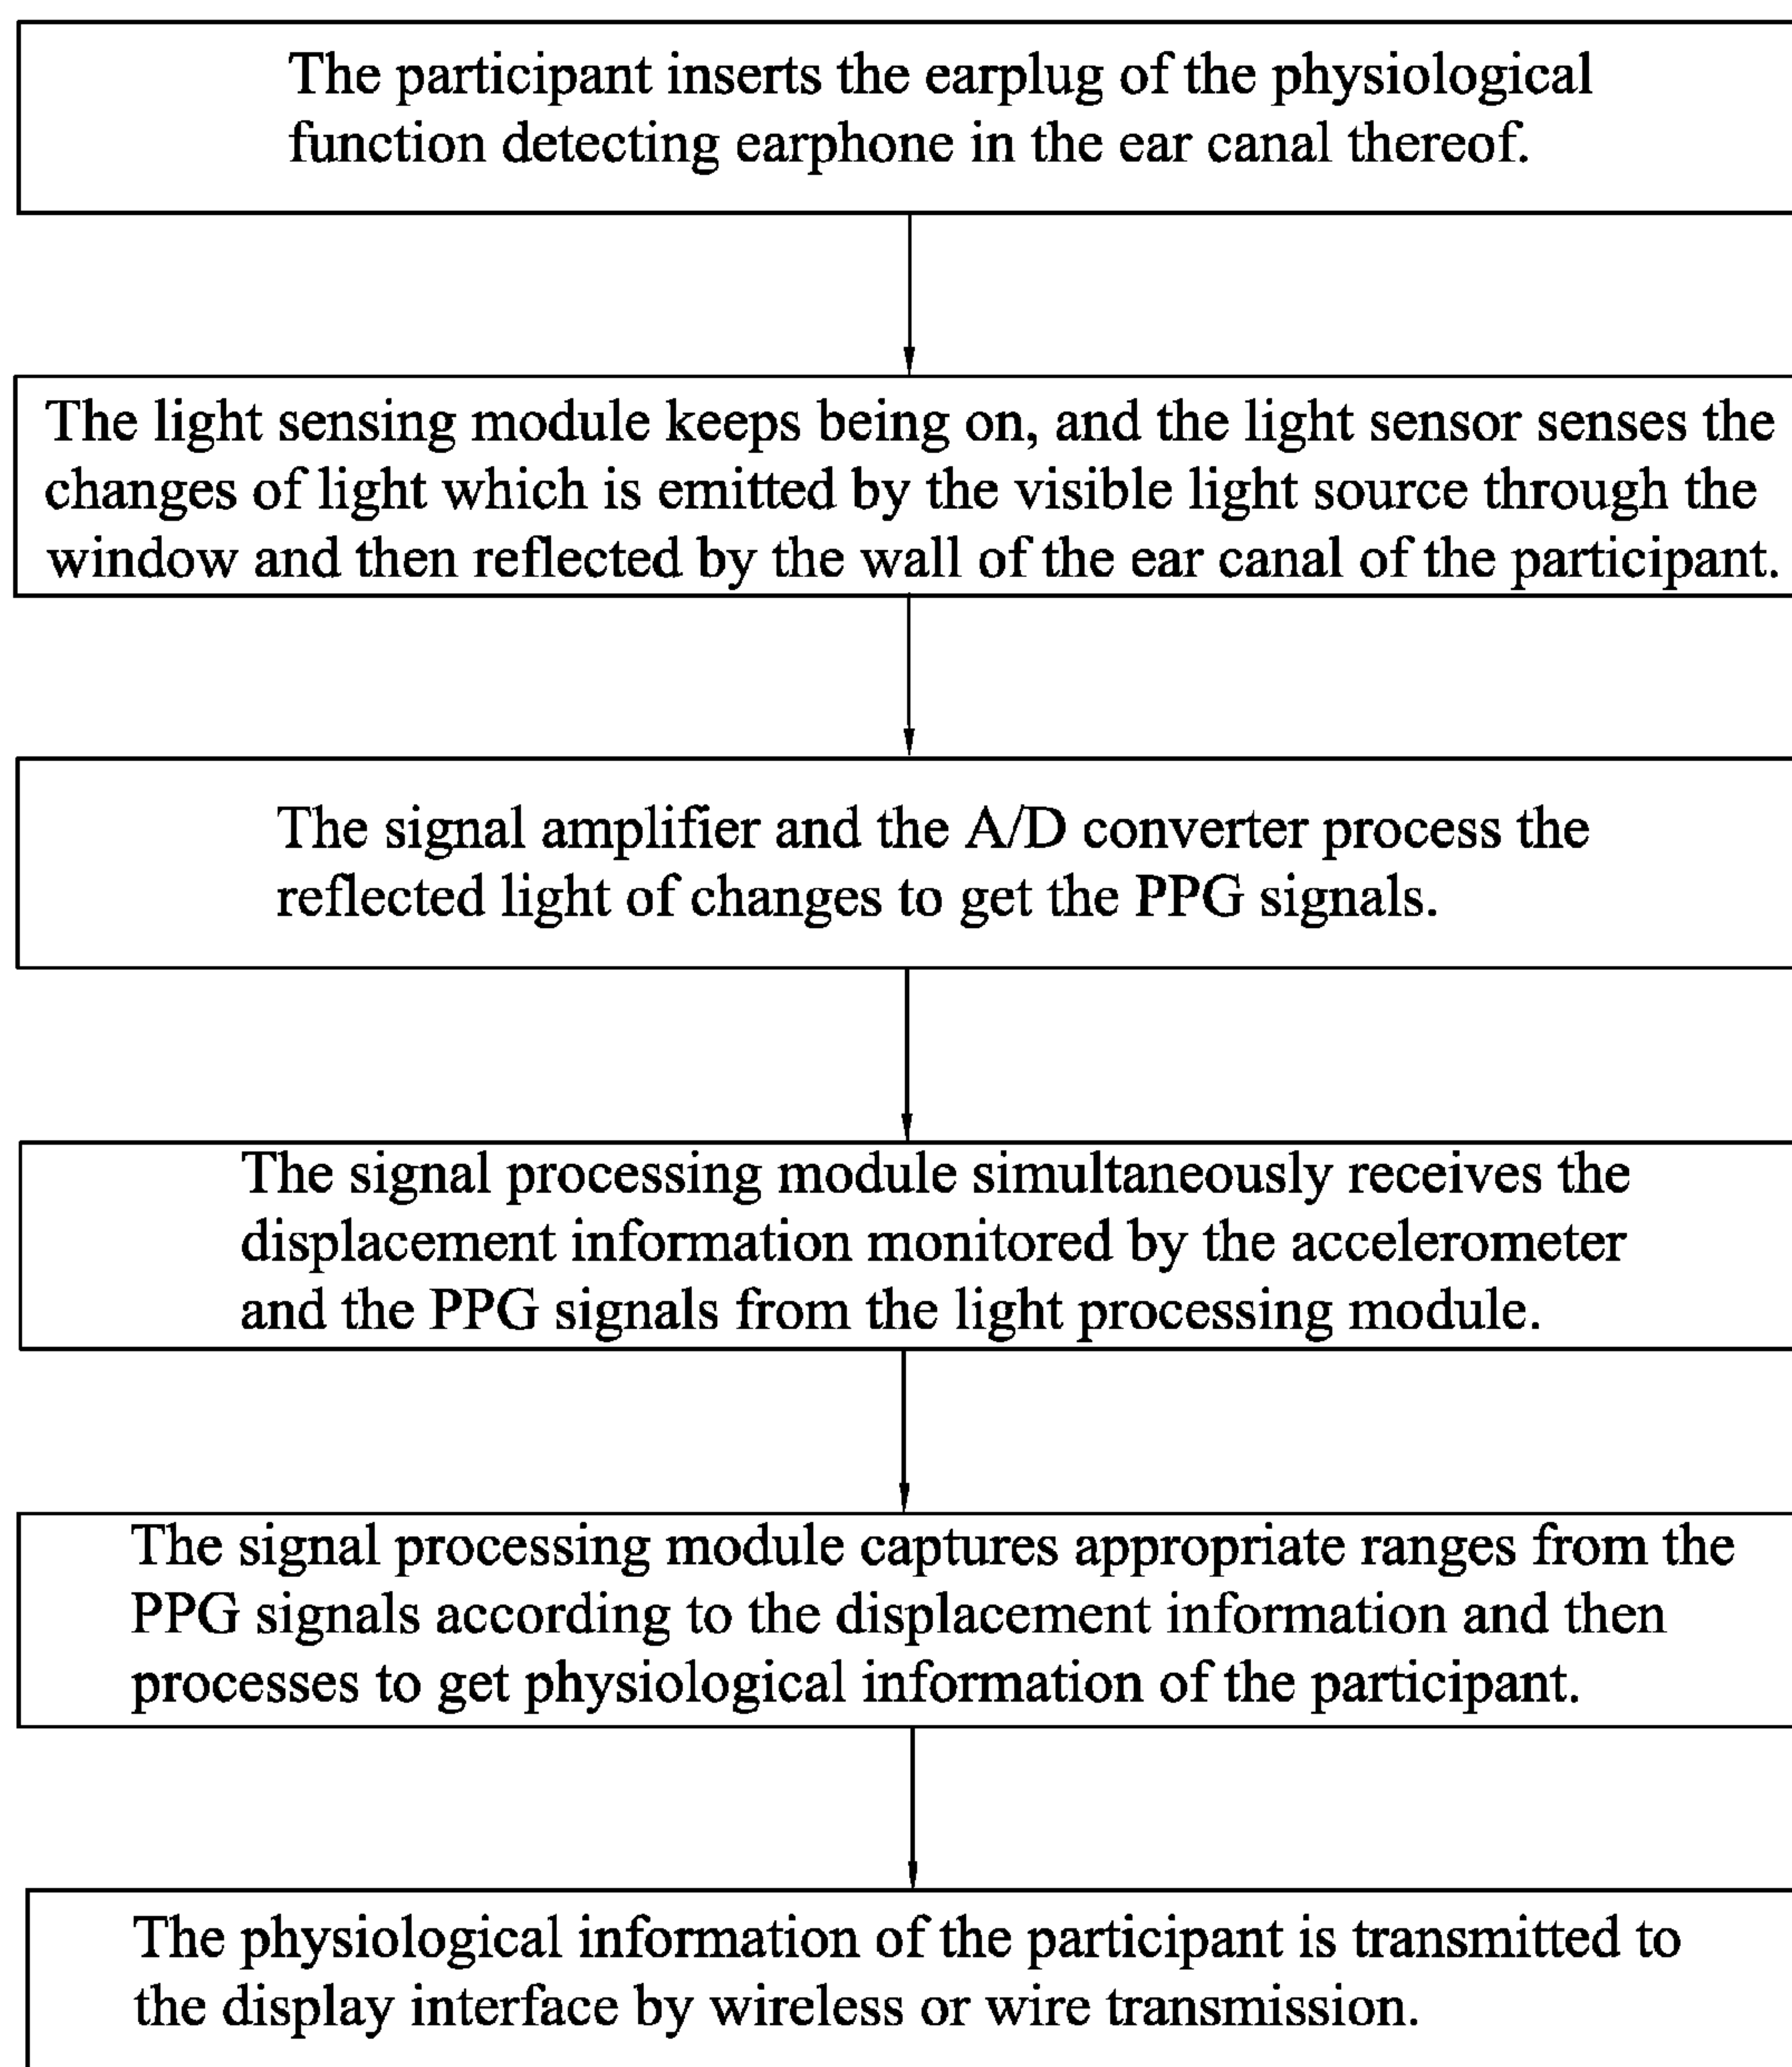 The participant inserts the earplug of the physiological
function detecting earphone in the ear canal thereof.
The light sensing module keeps being on, and the light sensor senses the
changes of light which is emitted by the visible light source through the
window and then reflected by the wall of the ear canal of the participant.
The signal amplifier and the A/D converter process the
reflected light of changes to get the PPG signals.
The signal processing module simultaneously receives the
displacement information monitored by the accelerometer
and the PPG signals from the light processing module.
The signal processing module captures appropriate ranges from the
PPG signals according to the displacement information and then
processes to get physiological information of the participant.
The physiological information of the participant is transmitted to
the display interface by wireless or wire transmission.